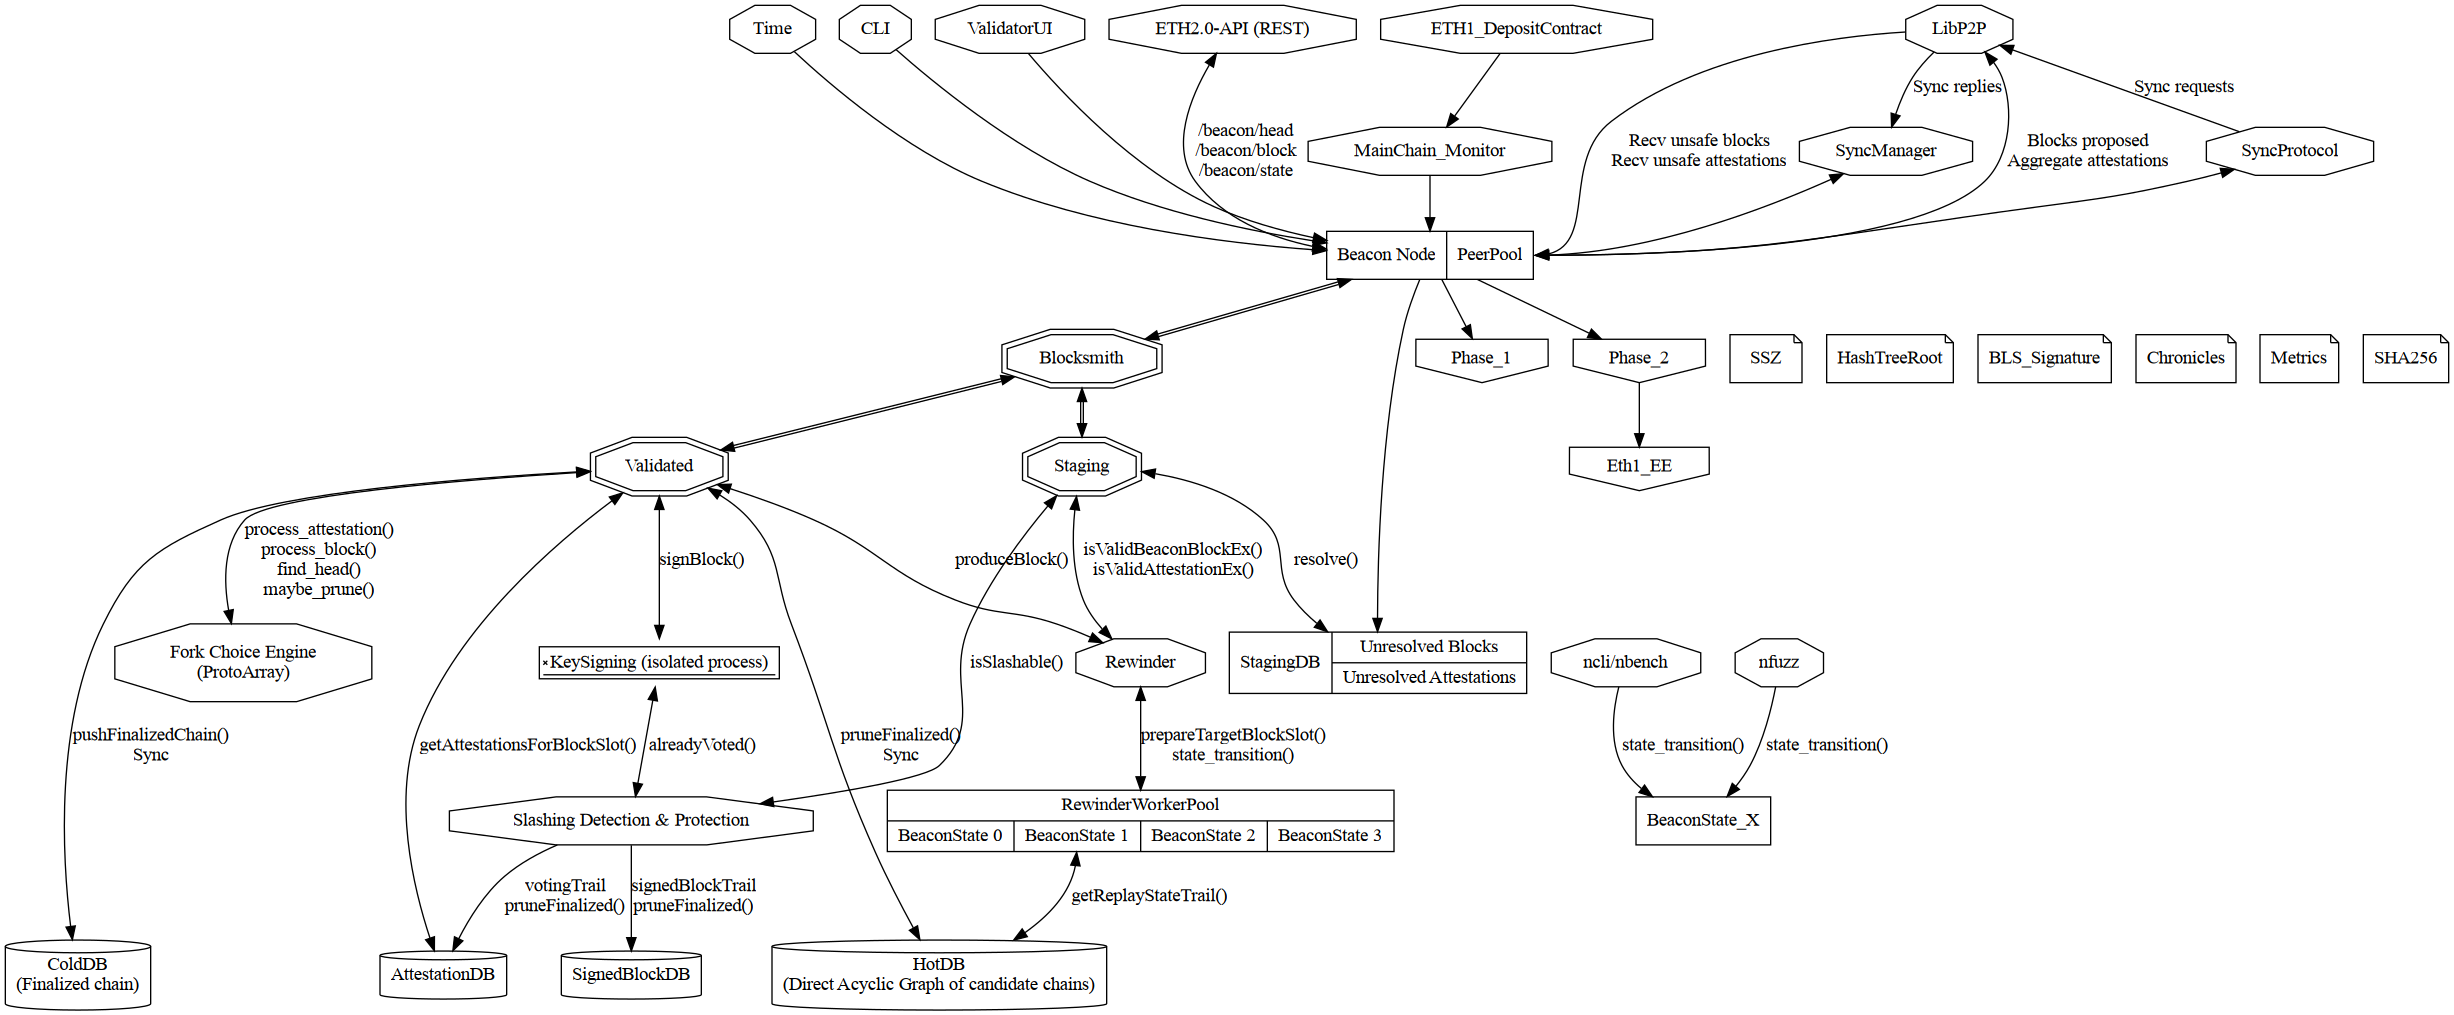 Time
CLI
ValidatorUI
ETH2.0-API (REST)
ETH1_DepositContract
LibP2P
Sync replies
Sync requests
/beacon/head
/beacon/block
/beacon/state
MainChain_Monitor
Recv unsafe blocks
Recv unsafe attestations
SyncManager
Blocks proposed
Aggregate attestations
SyncProtocol
Beacon Node
PeerPool
Blocksmith
Phase_1
Phase_2
SSZ
HashTreeRoot
BLS_Signature
Chronicles
Metrics
SHA256
Validated
Staging
Eth1_EE
process_attestation()
process_block()
find_head()
maybe_prune()
signBlock()
produceBlock()
isValidBeaconBlockEx()
isValidAttestationEx()
resolve()
Fork Choice Engine
(ProtoArray)
KeySigning (isolated process)
isSlashable()
Rewinder
StagingDB
Unresolved Blocks
Unresolved Attestations
ncli/nbench
nfuzz
pushFinalizedChain()
Sync
getAttestationsForBlockSlot()
alreadyVoted()
pruneFinalized()
Sync
prepareTargetBlockSlot()
state_transition()
state_transition()
state_transition()
Slashing Detection & Protection
RewinderWorkerPool
BeaconState 0
BeaconState 1
BeaconState 2
BeaconState 3
BeaconState_X
votingTrail
pruneFinalized()
signedBlockTrail
pruneFinalized()
getReplayStateTrail()
ColdDB
(Finalized chain)
AttestationDB
SignedBlockDB
HotDB
(Direct Acyclic Graph of candidate chains)